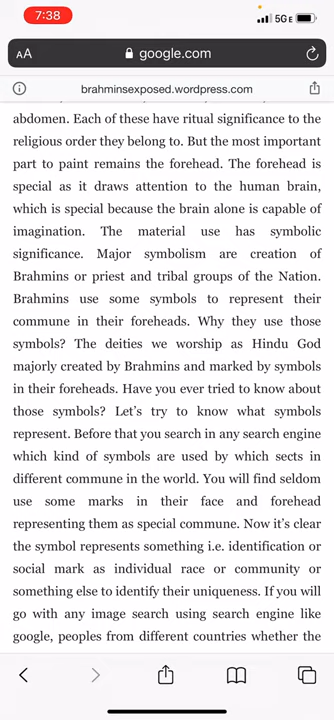 7:38
5GE
AA
google.com
brahminsexposed.wordpress.com
abdomen. Each of these have ritual significance to the
religious order they belong to. But the most important
part to paint remains the forehead. The forehead is
special as it draws attention to the human brain,
which is special because the brain alone is capable of
imagination. The material use has symbolic
significance. Major symbolism are creation of
Brahmins or priest and tribal groups of the Nation.
Brahmins use some symbols to represent their
commune in their foreheads. Why they use those
symbols? The deities we worship as Hindu God
majorly created by Brahmins and marked by symbols
in their foreheads. Have you ever tried to know about
those symbols? Let's try to know what symbols
represent. Before that you search in any search engine
which kind of symbols are used by which sects in
different commune in the world. You will find seldom
use some marks in their face and forehead
representing them as special commune. Now it's clear
the symbol represents something i.e. identification or
social mark as individual race or community or
something else to identify their uniqueness. If you will
go with any image search using search engine like
google, peoples from different countries whether the